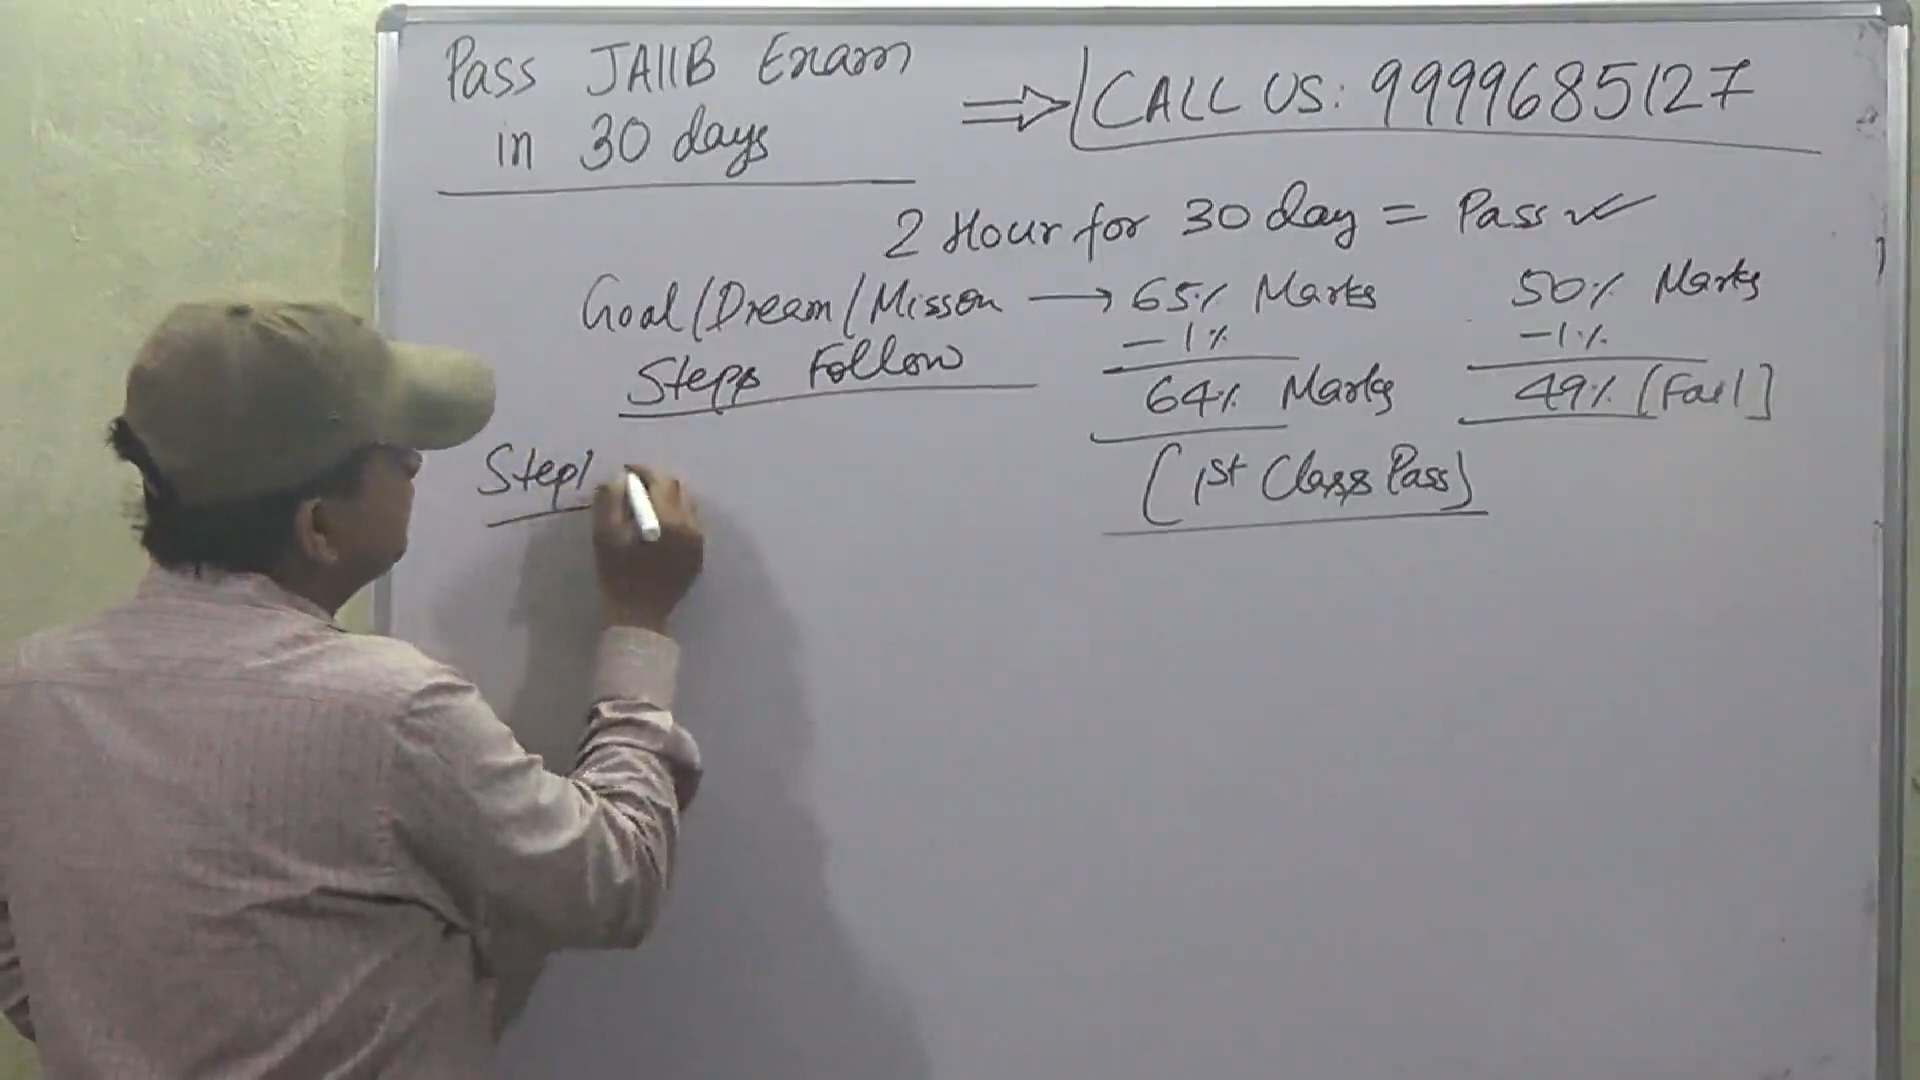 Pass JAIIB Exam
in 30 days
⇒ CALL US: 9999685127
2 Hour for 30 day = Pass ✓
Goal/Dream/Misson → 65% Marks
-1%
64% Marks
(1st Class Pass)
50% Marks
-1%
49% [Fail]
Steps Follow
Step1